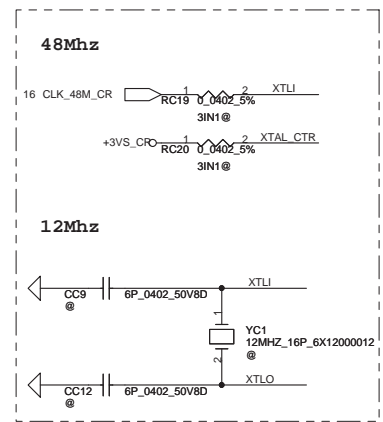 48Mhz
16 CLK_48M_CR 1 2 XTLI
RC19 0_0402_5%
3IN1@
+3VS_CR 1 2 XTAL_CTR
RC20 0_0402_5%
3IN1@
12Mhz
XTLI
CC9 6P_0402_50V8D
@
1
YC1
12MHZ_16P_6X12000012
@
2
XTLO
CC12 6P_0402_50V8D
@